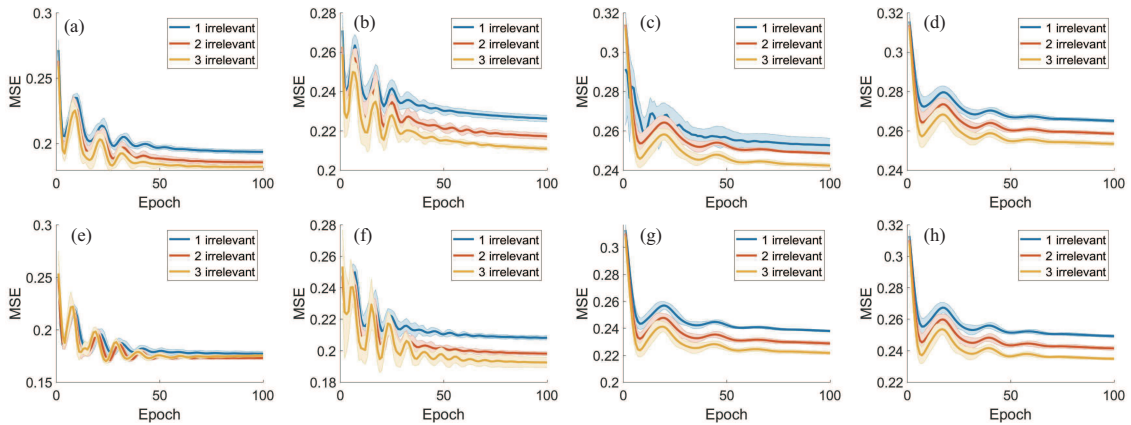 (a)
1 irrelevant
2 irrelevant
3 irrelevant
0.3
0.25
0.2
MSE
0 50 100
Epoch
(b)
1 irrelevant
2 irrelevant
3 irrelevant
0.28
0.26
0.24
0.22
0.2
MSE
0 50 100
Epoch
(c)
1 irrelevant
2 irrelevant
3 irrelevant
0.32
0.3
0.28
0.26
0.24
MSE
0 50 100
Epoch
(d)
1 irrelevant
2 irrelevant
3 irrelevant
0.32
0.3
0.28
0.26
0.24
MSE
0 50 100
Epoch
(e)
1 irrelevant
2 irrelevant
3 irrelevant
0.3
0.25
0.2
0.15
MSE
0 50 100
Epoch
(f)
1 irrelevant
2 irrelevant
3 irrelevant
0.28
0.26
0.24
0.22
0.2
0.18
MSE
0 50 100
Epoch
(g)
1 irrelevant
2 irrelevant
3 irrelevant
0.3
0.28
0.26
0.24
0.22
0.2
MSE
0 50 100
Epoch
(h)
1 irrelevant
2 irrelevant
3 irrelevant
0.32
0.3
0.28
0.26
0.24
0.22
MSE
0 50 100
Epoch